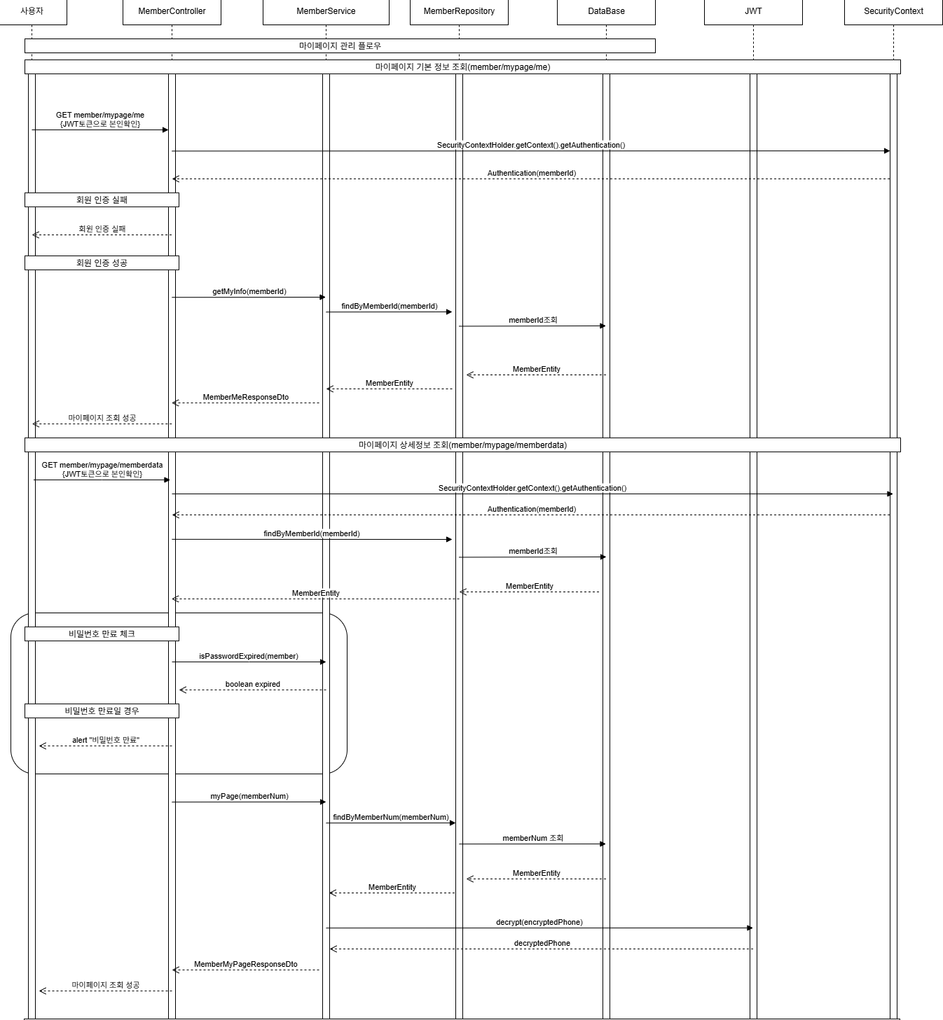 사용자
MemberController
MemberService
MemberRepository
DataBase
JWT
SecurityContext
마이페이지 관리 플로우
마이페이지 기본 정보 조회(member/mypage/me)
GET member/mypage/me
{JWT토큰으로 본인확인}
SecurityContextHolder.getContext().getAuthentication()
Authentication(memberId)
회원 인증 실패
회원 인증 실패
회원 인증 성공
getMyInfo(memberId)
findByMemberId(memberId)
memberId조회
MemberEntity
MemberEntity
MemberMeResponseDto
마이페이지 조회 성공
마이페이지 상세정보 조회(member/mypage/memberdata)
GET member/mypage/memberdata
{JWT토큰으로 본인확인}
SecurityContextHolder.getContext().getAuthentication()
Authentication(memberId)
findByMemberId(memberId)
memberId조회
MemberEntity
MemberEntity
비밀번호 만료 체크
isPasswordExpired(member)
boolean expired
비밀번호 만료일 경우
alert "비밀번호 만료"
myPage(memberNum)
findByMemberNum(memberNum)
memberNum 조회
MemberEntity
MemberEntity
decrypt(encryptedPhone)
decryptedPhone
MemberMyPageResponseDto
마이페이지 조회 성공